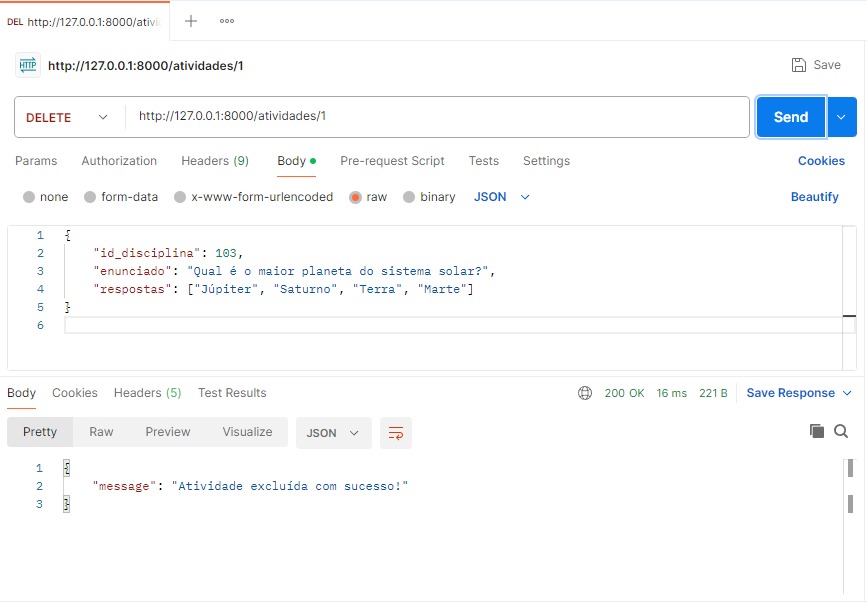 DEL http://127.0.0.1:8000/ativi
HTTP http://127.0.0.1:8000/atividades/1 Save
DELETE http://127.0.0.1:8000/atividades/1 Send
Params Authorization Headers (9) Body Pre-request Script Tests Settings Cookies
none form-data x-www-form-urlencoded raw binary JSON Beautify
1 {
2 "id_disciplina": 103,
3 "enunciado": "Qual é o maior planeta do sistema solar?",
4 "respostas": ["Júpiter", "Saturno", "Terra", "Marte"]
5 }
6
Body Cookies Headers (5) Test Results 200 OK 16 ms 221 B Save Response
Pretty Raw Preview Visualize JSON
1 {
2 "message": "Atividade excluída com sucesso!"
3 }